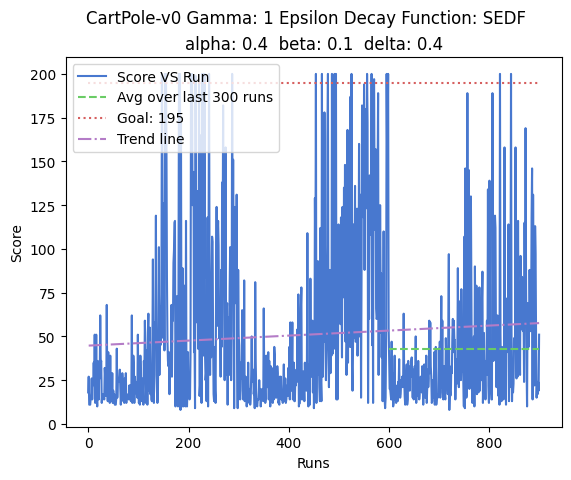 CartPole-v0 Gamma: 1 Epsilon Decay Function: SEDF
alpha: 0.4 beta: 0.1 delta: 0.4
Score VS Run
Avg over last 300 runs
Goal: 195
Trend line
Score
200
175
150
125
100
75
50
25
0
0 200 400 600 800
Runs